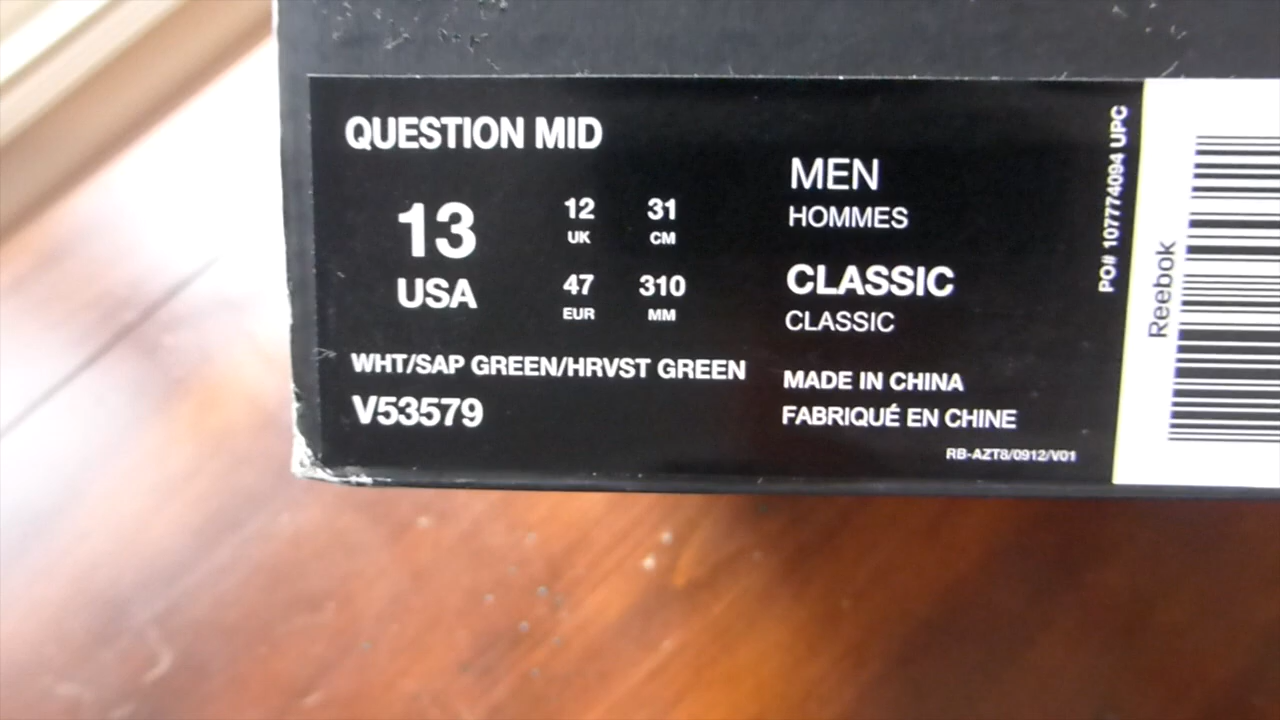 QUESTION MID
13
USA
12
UK
31
CM
47
EUR
310
MM
WHT/SAP GREEN/HRVST GREEN
V53579
MEN
HOMMES
CLASSIC
CLASSIC
MADE IN CHINA
FABRIQUÉ EN CHINE
RB-AZT8/0912/V01
PO# 107774094 UPC
Reebok